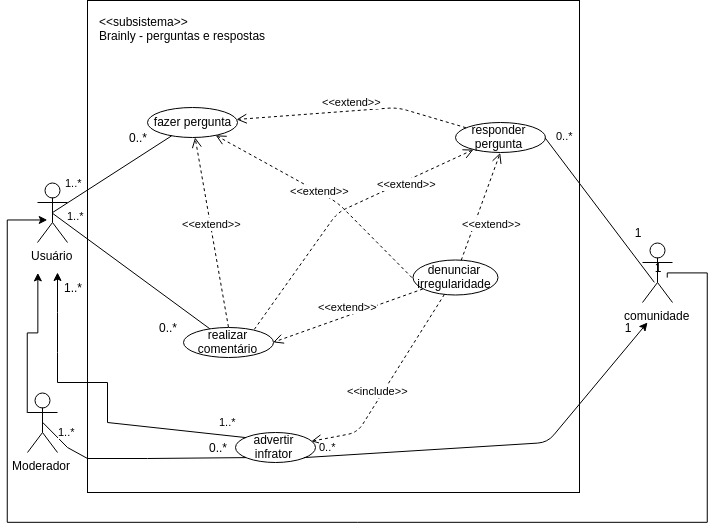 <<subsistema>>
Brainly - perguntas e respostas
<<extend>>
fazer pergunta
responder
pergunta
0..*
0..*
1..*
<<extend>>
<<extend>>
1..*
<<extend>>
<<extend>>
1
Usuário
denunciar
irregularidade
1
1..*
<<extend>>
comunidade
0..*
realizar
comentário
1
<<include>>
1..*
1..*
advertir
infrator
0..*
0..*
Moderador